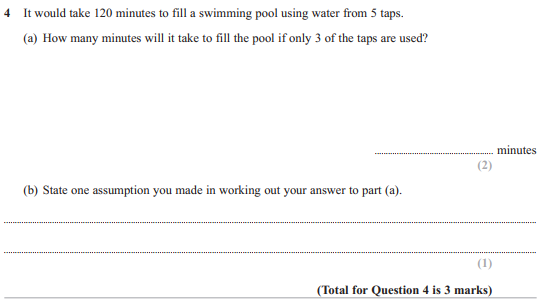 4 It would take 120 minutes to fill a swimming pool using water from 5 taps.
(a) How many minutes will it take to fill the pool if only 3 of the taps are used?
minutes
(2)
(b) State one assumption you made in working out your answer to part (a).
(1)
(Total for Question 4 is 3 marks)